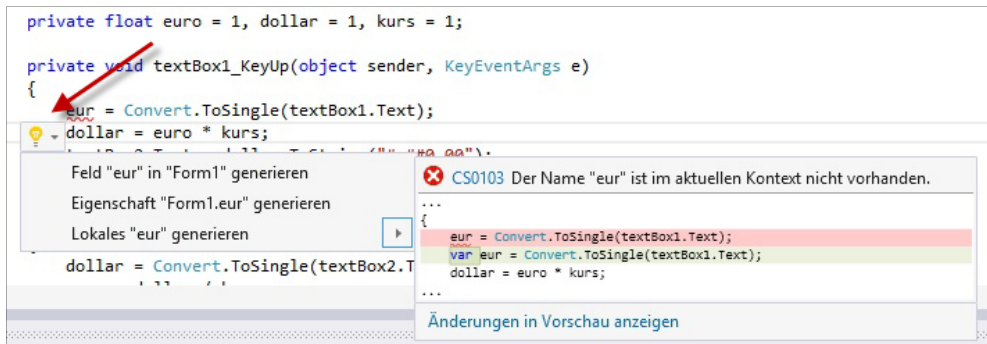 private float euro = 1, dollar = 1, kurs = 1;
private void textBox1_KeyUp(object sender, KeyEventArgs e)
{
eur = Convert.ToSingle(textBox1.Text);
dollar = euro * kurs;
Feld "eur" in "Form1" generieren
Eigenschaft "Form1.eur" generieren
Lokales "eur" generieren
CS0103 Der Name "eur" ist im aktuellen Kontext nicht vorhanden.
...
{
eur = Convert.ToSingle(textBox1.Text);
var eur = Convert.ToSingle(textBox1.Text);
dollar = euro * kurs;
...
Änderungen in Vorschau anzeigen
dollar = Convert.ToSingle(textBox2.T